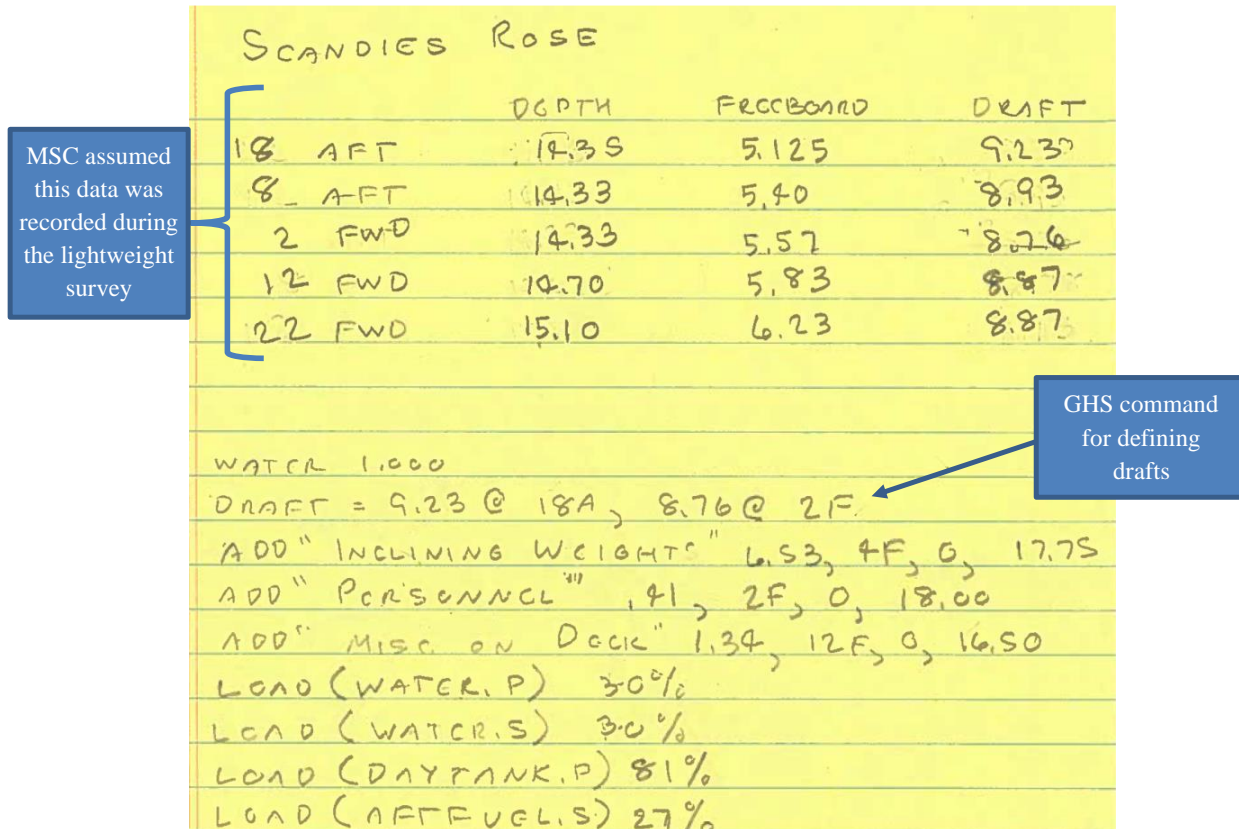 SCANDIES ROSE
DEPTH FREEBOARD DRAFT
MSC assumed
this data was
recorded during
the lightweight
survey
18 AFT 14.35 5.125 9.23
8 AFT 14.33 5.40 8.93
2 FWD 14.33 5.57 8.76
12 FWD 14.70 5.83 8.87
22 FWD 15.10 6.23 8.87
GHS command
for defining
drafts
WATER 1.000
DRAFT = 9.23 @ 18A, 8.76 @ 2F
ADD "INCLINING WEIGHTS" 6.53, 4F, 0, 17.75
ADD "PERSONNEL" .41, 2F, 0, 18.00
ADD "MISC. ON DECK" 1.34, 12F, 0, 16.50
LOAD (WATER.P) 30%
LOAD (WATER.S) 30%
LOAD (DAYTANK.P) 81%
LOAD (AFTFUEL.S) 27%